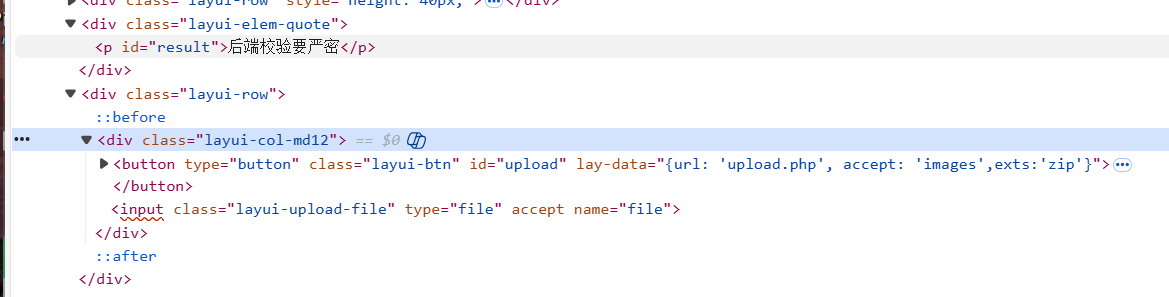 <div class="layui-row" style="height: 40px;">…</div>
<div class="layui-elem-quote">
<p id="result">后端校验要严密</p>
</div>
<div class="layui-row">
::before
<div class="layui-col-md12"> == $0
<button type="button" class="layui-btn" id="upload" lay-data="{url: 'upload.php', accept: 'images',exts:'zip'}">…
</button>
<input class="layui-upload-file" type="file" accept name="file">
</div>
::after
</div>